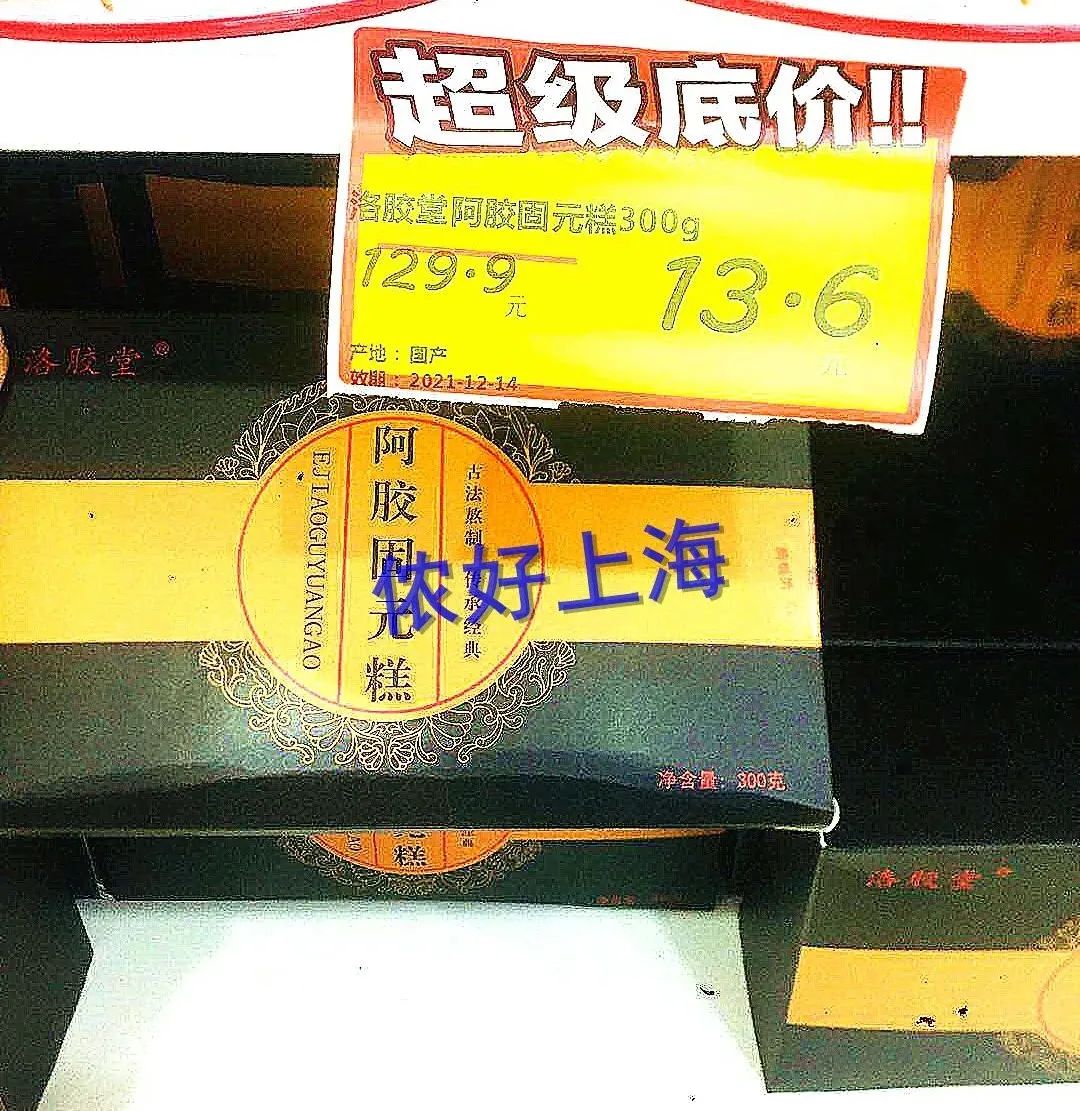 超级底价!!
洛胶堂阿胶固元糕300g
129.9
元
13.6
元
产地：国产
效期：2021-12-14
洛胶堂®
阿胶固元糕
古法熬制 传承经典
EJIAOGUYUANGAO
侬好上海
净含量：300克
糕
洛胶堂